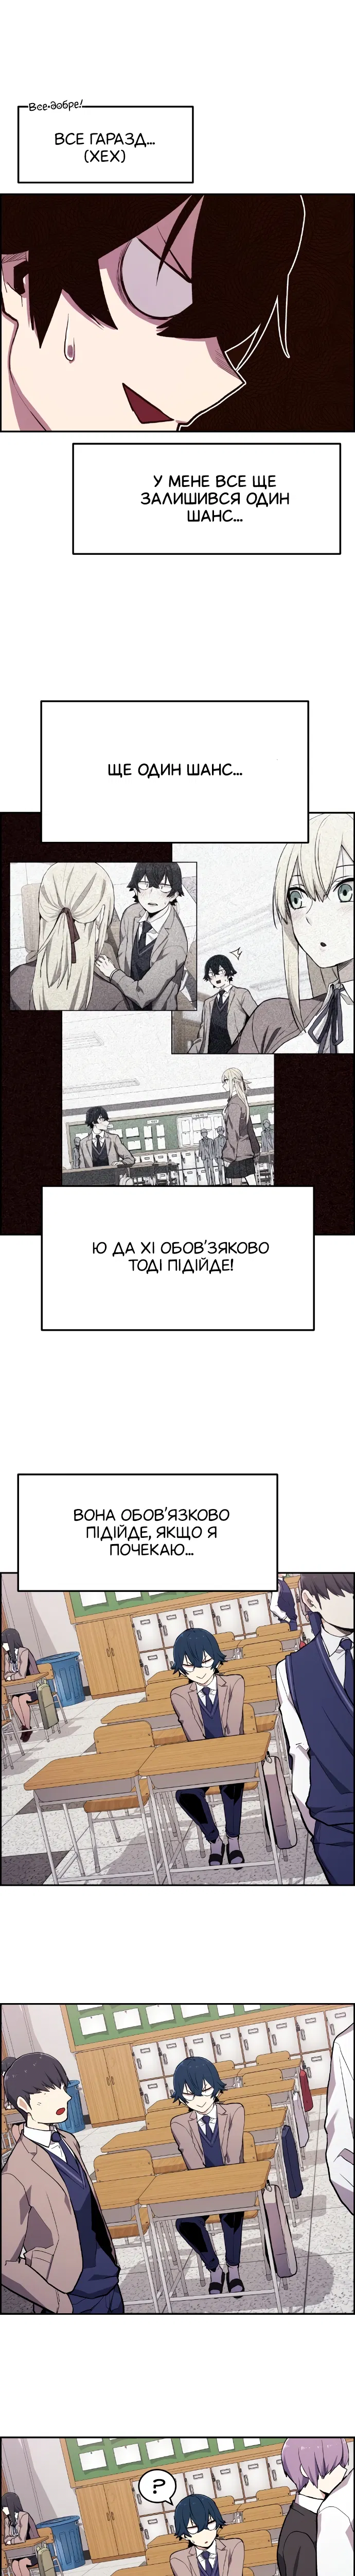 Все добре!
ВСЕ ГАРАЗД...
(ХЕХ)
У МЕНЕ ВСЕ ЩЕ
ЗАЛИШИВСЯ ОДИН
ШАНС...
ЩЕ ОДИН ШАНС...
Ю ДА ХІ ОБОВ'ЯЗКОВО
ТОДІ ПІДІЙДЕ!
ВОНА ОБОВ'ЯЗКОВО
ПІДІЙДЕ, ЯКЩО Я
ПОЧЕКАЮ...
?